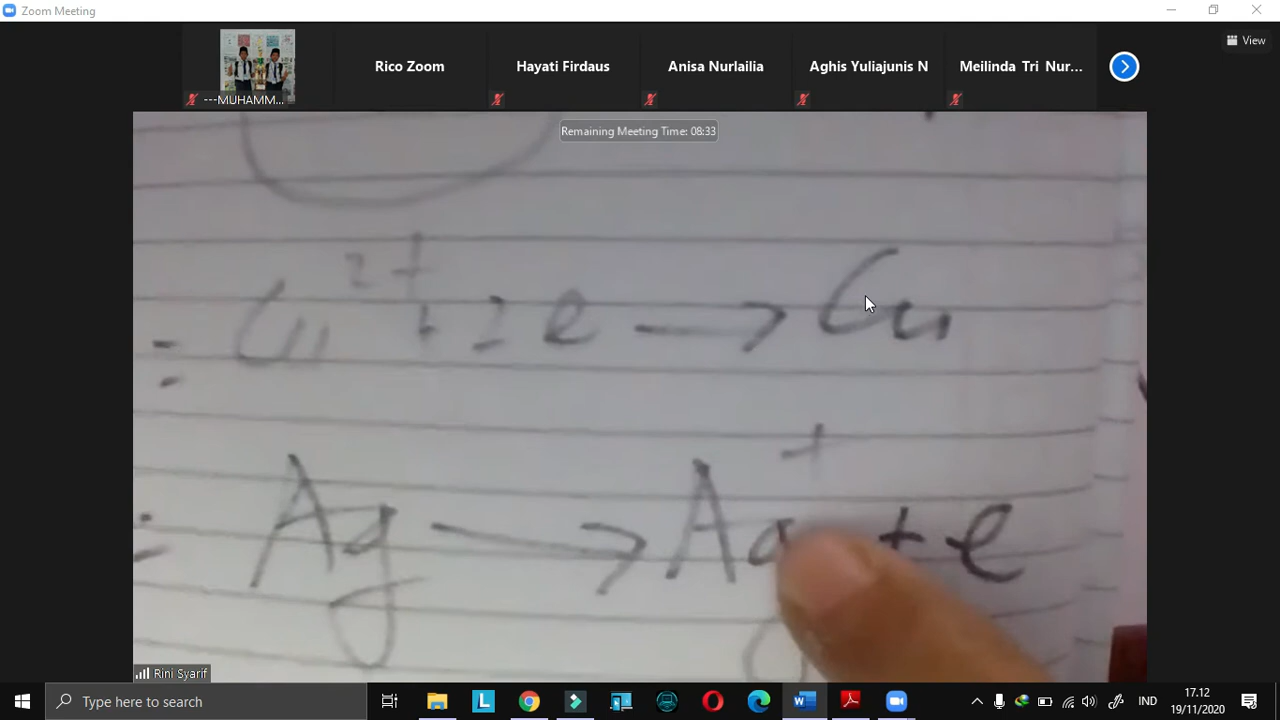 Zoom Meeting
View
---MUHAMM...
Rico Zoom
Hayati Firdaus
Anisa Nurlailia
Aghis Yuliajunis N
Meilinda Tri Nur...
Remaining Meeting Time: 08:33
: Cu²⁺ + 2e → Cu
: Ag → Ag⁺ + e
Rini Syarif
Type here to search
IND
17.12
19/11/2020